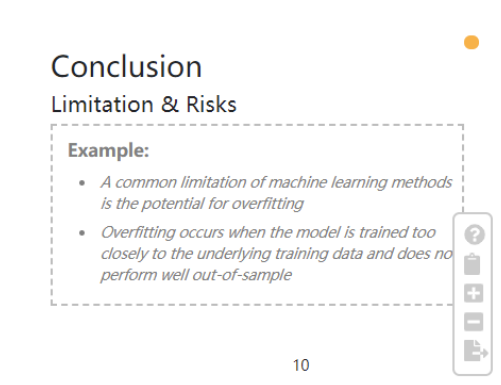 Conclusion
Limitation & Risks
Example:
• A common limitation of machine learning methods
is the potential for overfitting
• Overfitting occurs when the model is trained too
closely to the underlying training data and does no
perform well out-of-sample
10